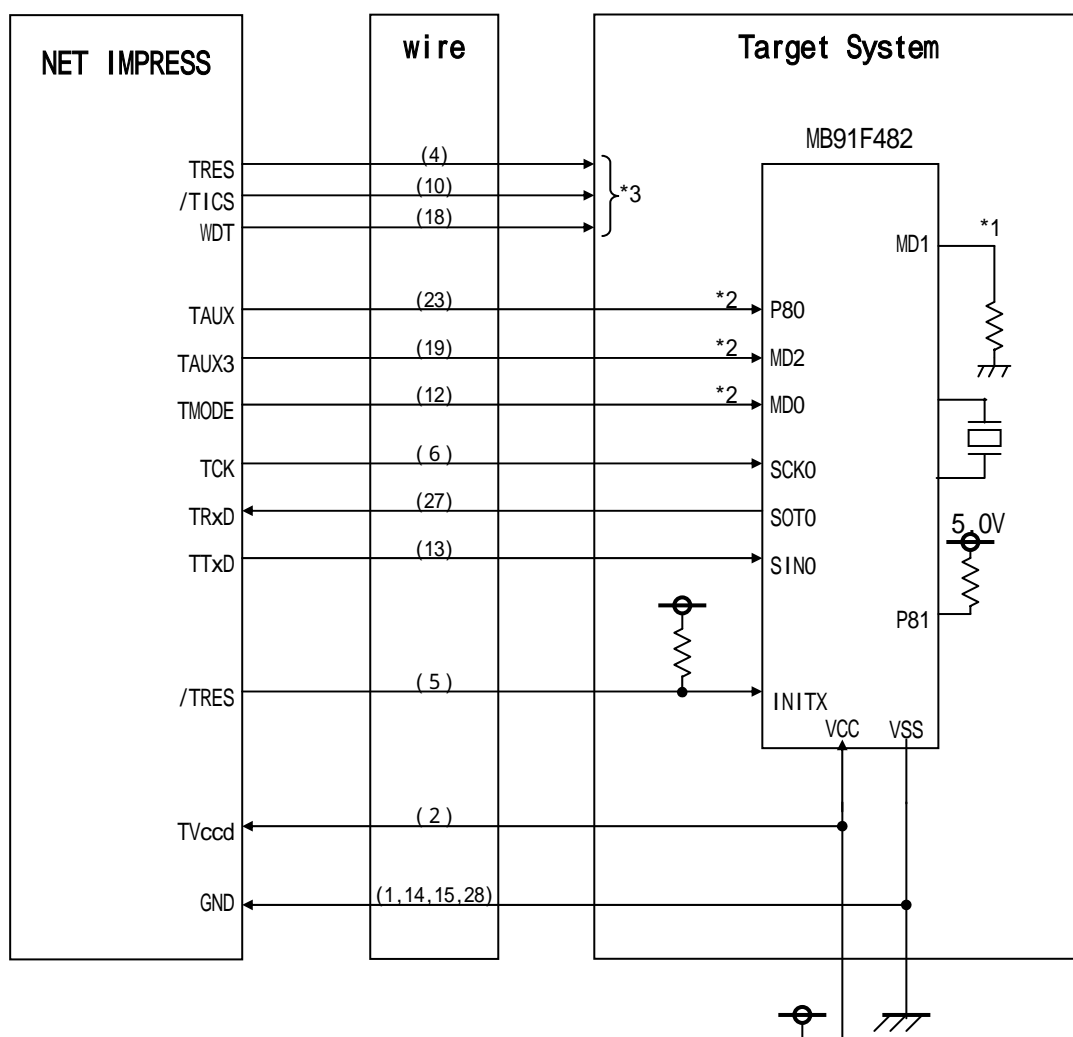 NET IMPRESS
wire
Target System
MB91F482
TRES
(4)
/TICS
(10)
*3
WDT
(18)
MD1
*1
TAUX
(23)
*2
P80
TAUX3
(19)
*2
MD2
TMODE
(12)
*2
MD0
TCK
(6)
SCK0
TRxD
(27)
SOT0
5.0V
TTxD
(13)
SIN0
P81
/TRES
(5)
INITX
VCC
VSS
TVccd
(2)
GND
(1,14,15,28)